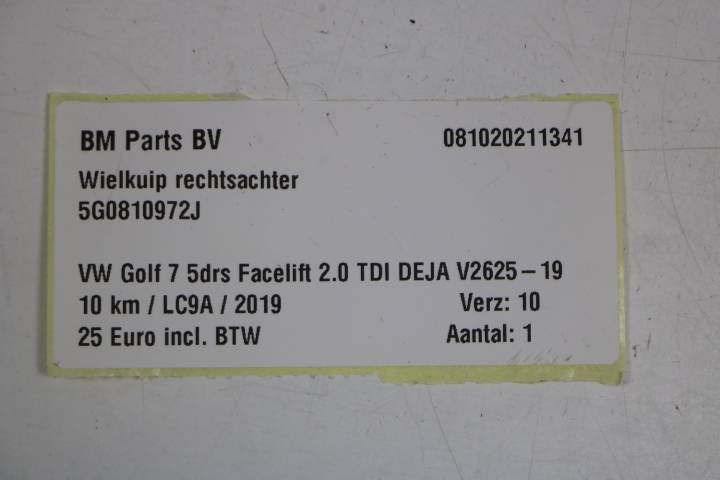 BM Parts BV 081020211341
Wielkuip rechtsachter
5G0810972J
VW Golf 7 5drs Facelift 2.0 TDI DEJA V2625-19
10 km / LC9A / 2019 Verz: 10
25 Euro incl. BTW Aantal: 1